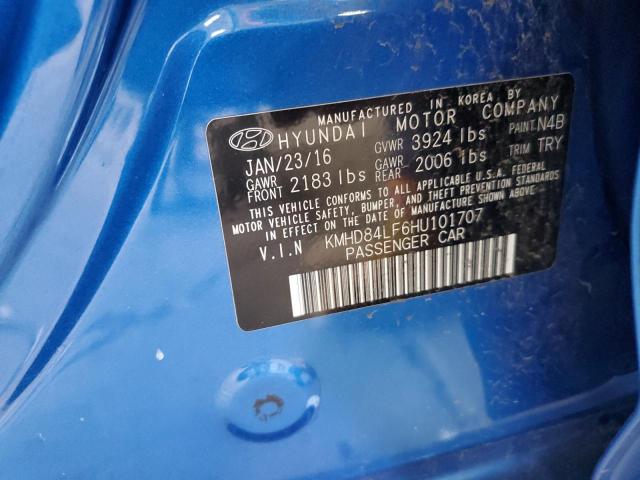 MANUFACTURED IN KOREA BY
HYUNDAI MOTOR COMPANY
JAN/23/16 GVWR 3924 lbs PAINT N4B
GAWR FRONT 2183 lbs GAWR REAR 2006 lbs TRIM TRY
THIS VEHICLE CONFORMS TO ALL APPLICABLE U.S.A. FEDERAL
MOTOR VEHICLE SAFETY, BUMPER, AND THEFT PREVENTION STANDARDS
IN EFFECT ON THE DATE OF MANUFACTURE SHOWN ABOVE.
V.I.N KMHD84LF6HU101707
PASSENGER CAR